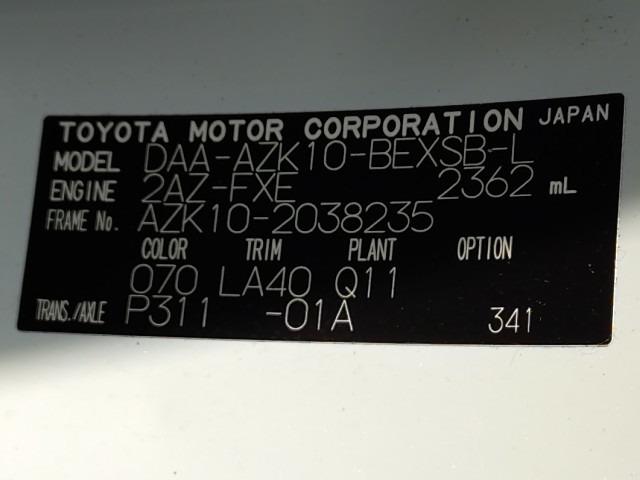 TOYOTA MOTOR CORPORATION JAPAN
MODEL DAA-AZK10-BEXSB-L
ENGINE 2AZ-FXE 2362 mL
FRAME No. AZK10-2038235
COLOR TRIM PLANT OPTION
070 LA40 Q11
TRANS./AXLE P311 -01A 341